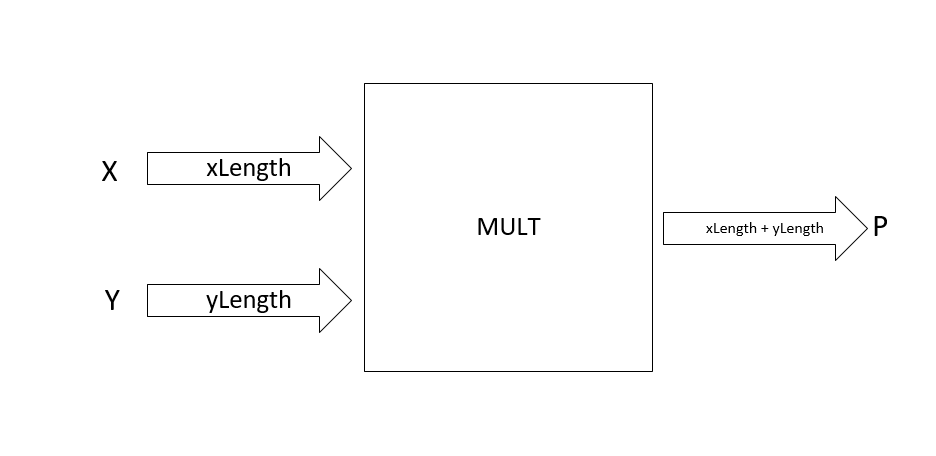 X
xLength
MULT
xLength + yLength
P
Y
yLength